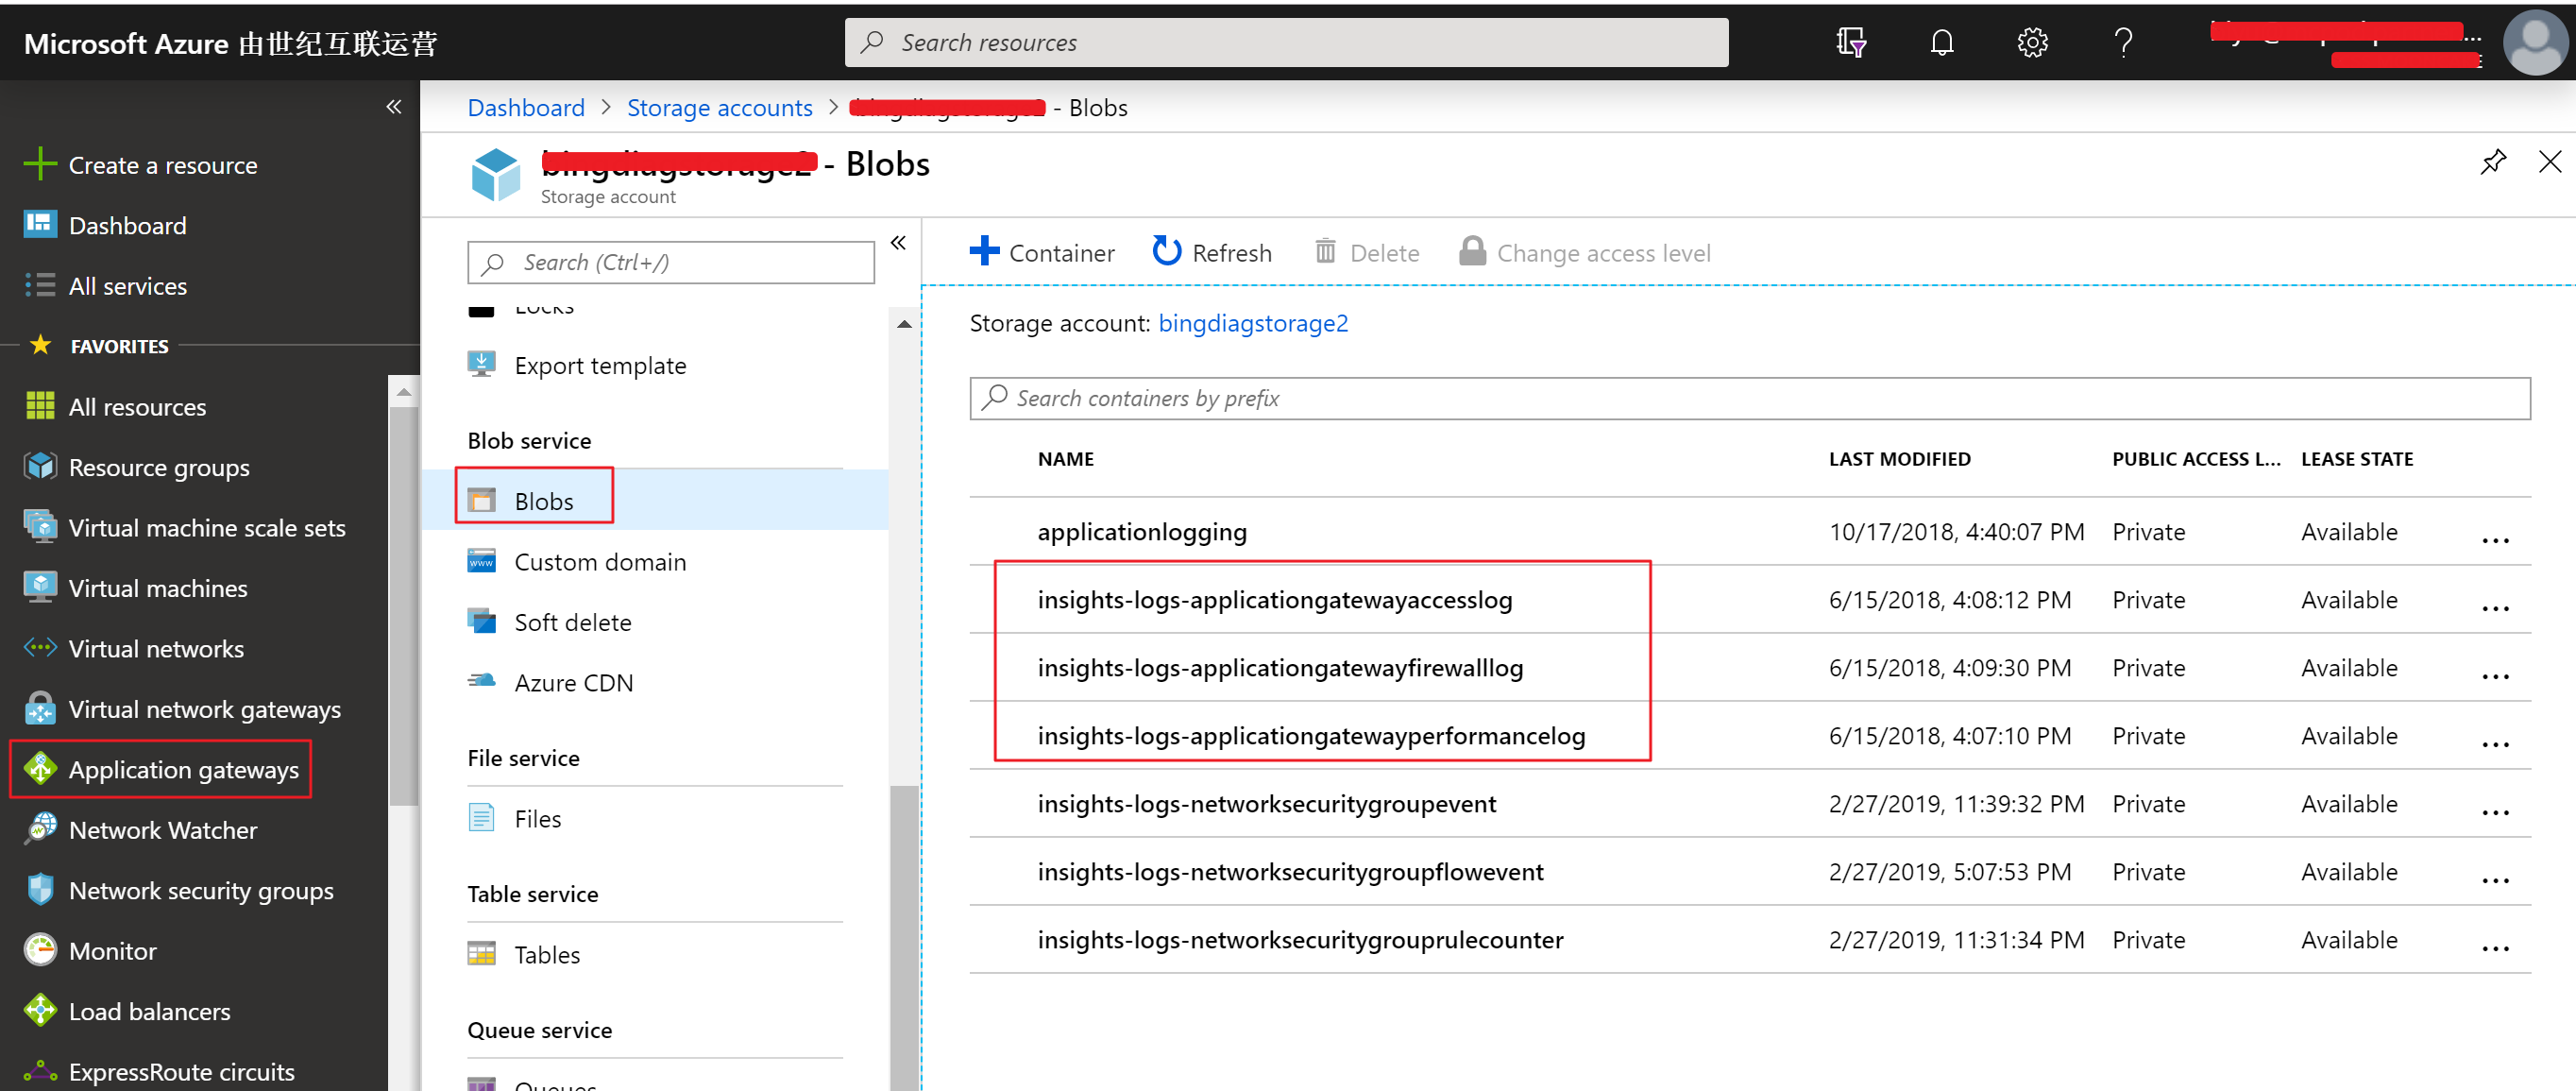 Microsoft Azure 由世纪互联运营
Search resources
Create a resource
Dashboard
All services
FAVORITES
All resources
Resource groups
Virtual machine scale sets
Virtual machines
Virtual networks
Virtual network gateways
Application gateways
Network Watcher
Network security groups
Monitor
Load balancers
ExpressRoute circuits
Dashboard > Storage accounts > - Blobs
bingdiagstorage2 - Blobs
Storage account
Search (Ctrl+/)
Locks
Export template
Blob service
Blobs
Custom domain
Soft delete
Azure CDN
File service
Files
Table service
Tables
Queue service
Queues
Container Refresh Delete Change access level
Storage account: bingdiagstorage2
Search containers by prefix
NAME LAST MODIFIED PUBLIC ACCESS L... LEASE STATE
applicationlogging 10/17/2018, 4:40:07 PM Private Available ...
insights-logs-applicationgatewayaccesslog 6/15/2018, 4:08:12 PM Private Available ...
insights-logs-applicationgatewayfirewalllog 6/15/2018, 4:09:30 PM Private Available ...
insights-logs-applicationgatewayperformancelog 6/15/2018, 4:07:10 PM Private Available ...
insights-logs-networksecuritygroupevent 2/27/2019, 11:39:32 PM Private Available ...
insights-logs-networksecuritygroupflowevent 2/27/2019, 5:07:53 PM Private Available ...
insights-logs-networksecuritygrouprulecounter 2/27/2019, 11:31:34 PM Private Available ...